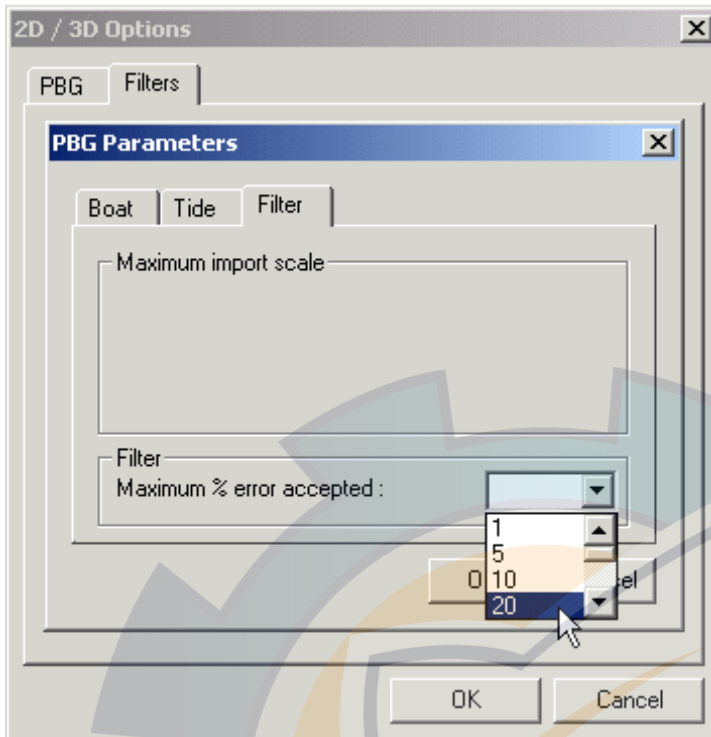 2D / 3D Options
PBG Filters
PBG Parameters
Boat Tide Filter
Maximum import scale
Filter
Maximum % error accepted :
1
5
10
20
OK Cancel